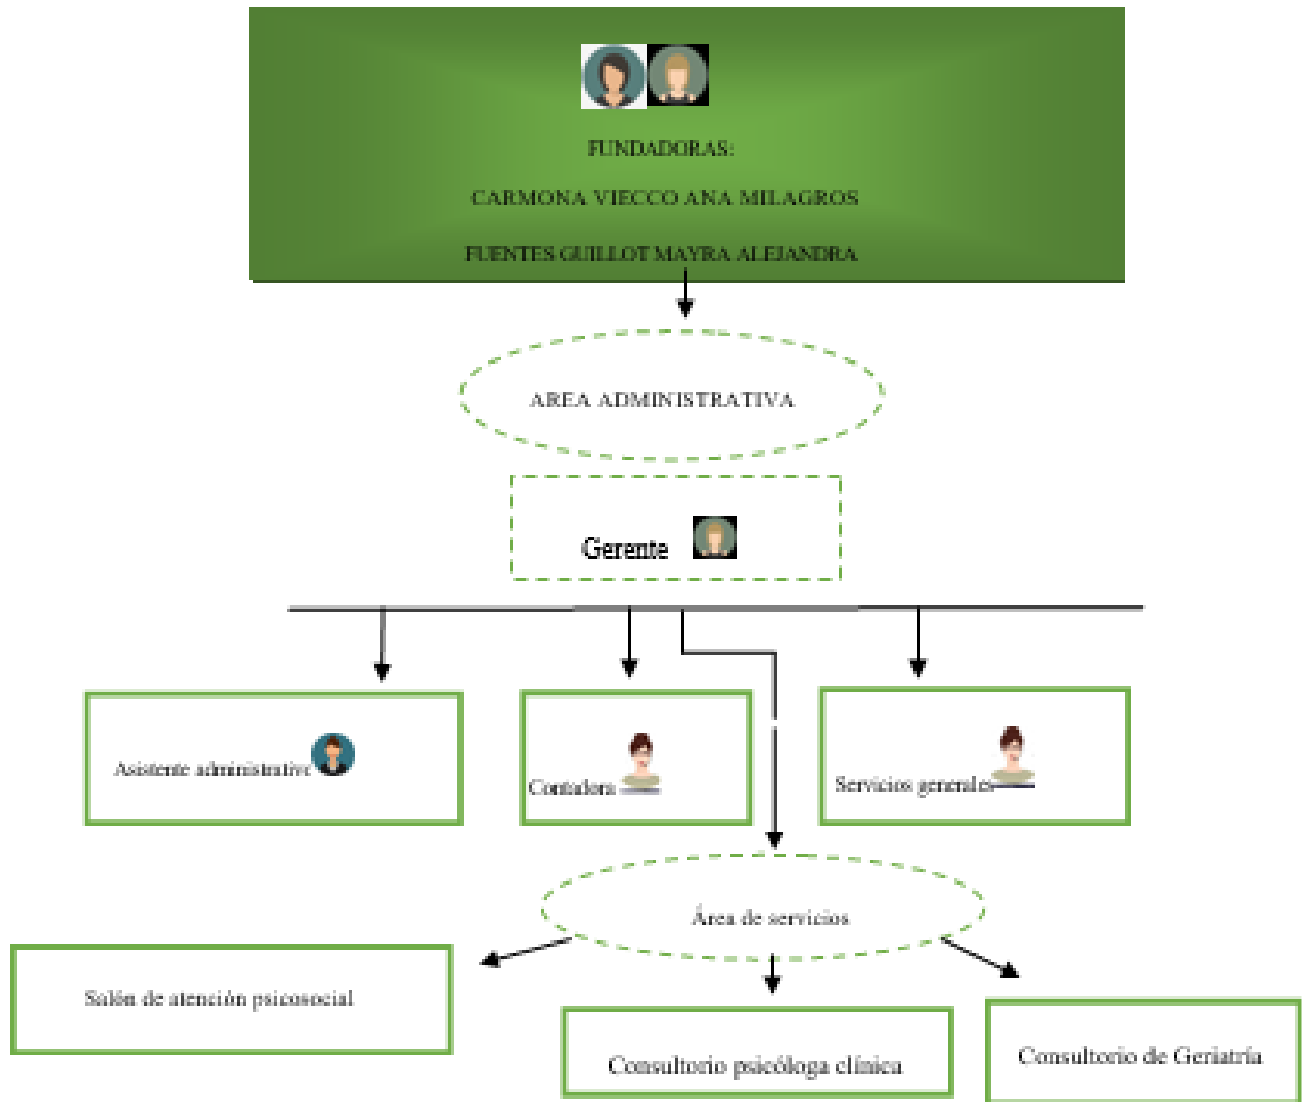 FUNDADORAS:
CARMONA VIECCO ANA MILAGROS
FUENTES GUILLOT MAYRA ALEJANDRA
AREA ADMINISTRATIVA
Gerente
Asistente administrativo
Contadora
Servicios generales
Área de servicios
Salón de atención psicosocial
Consultorio psicóloga clínica
Consultorio de Geriatría